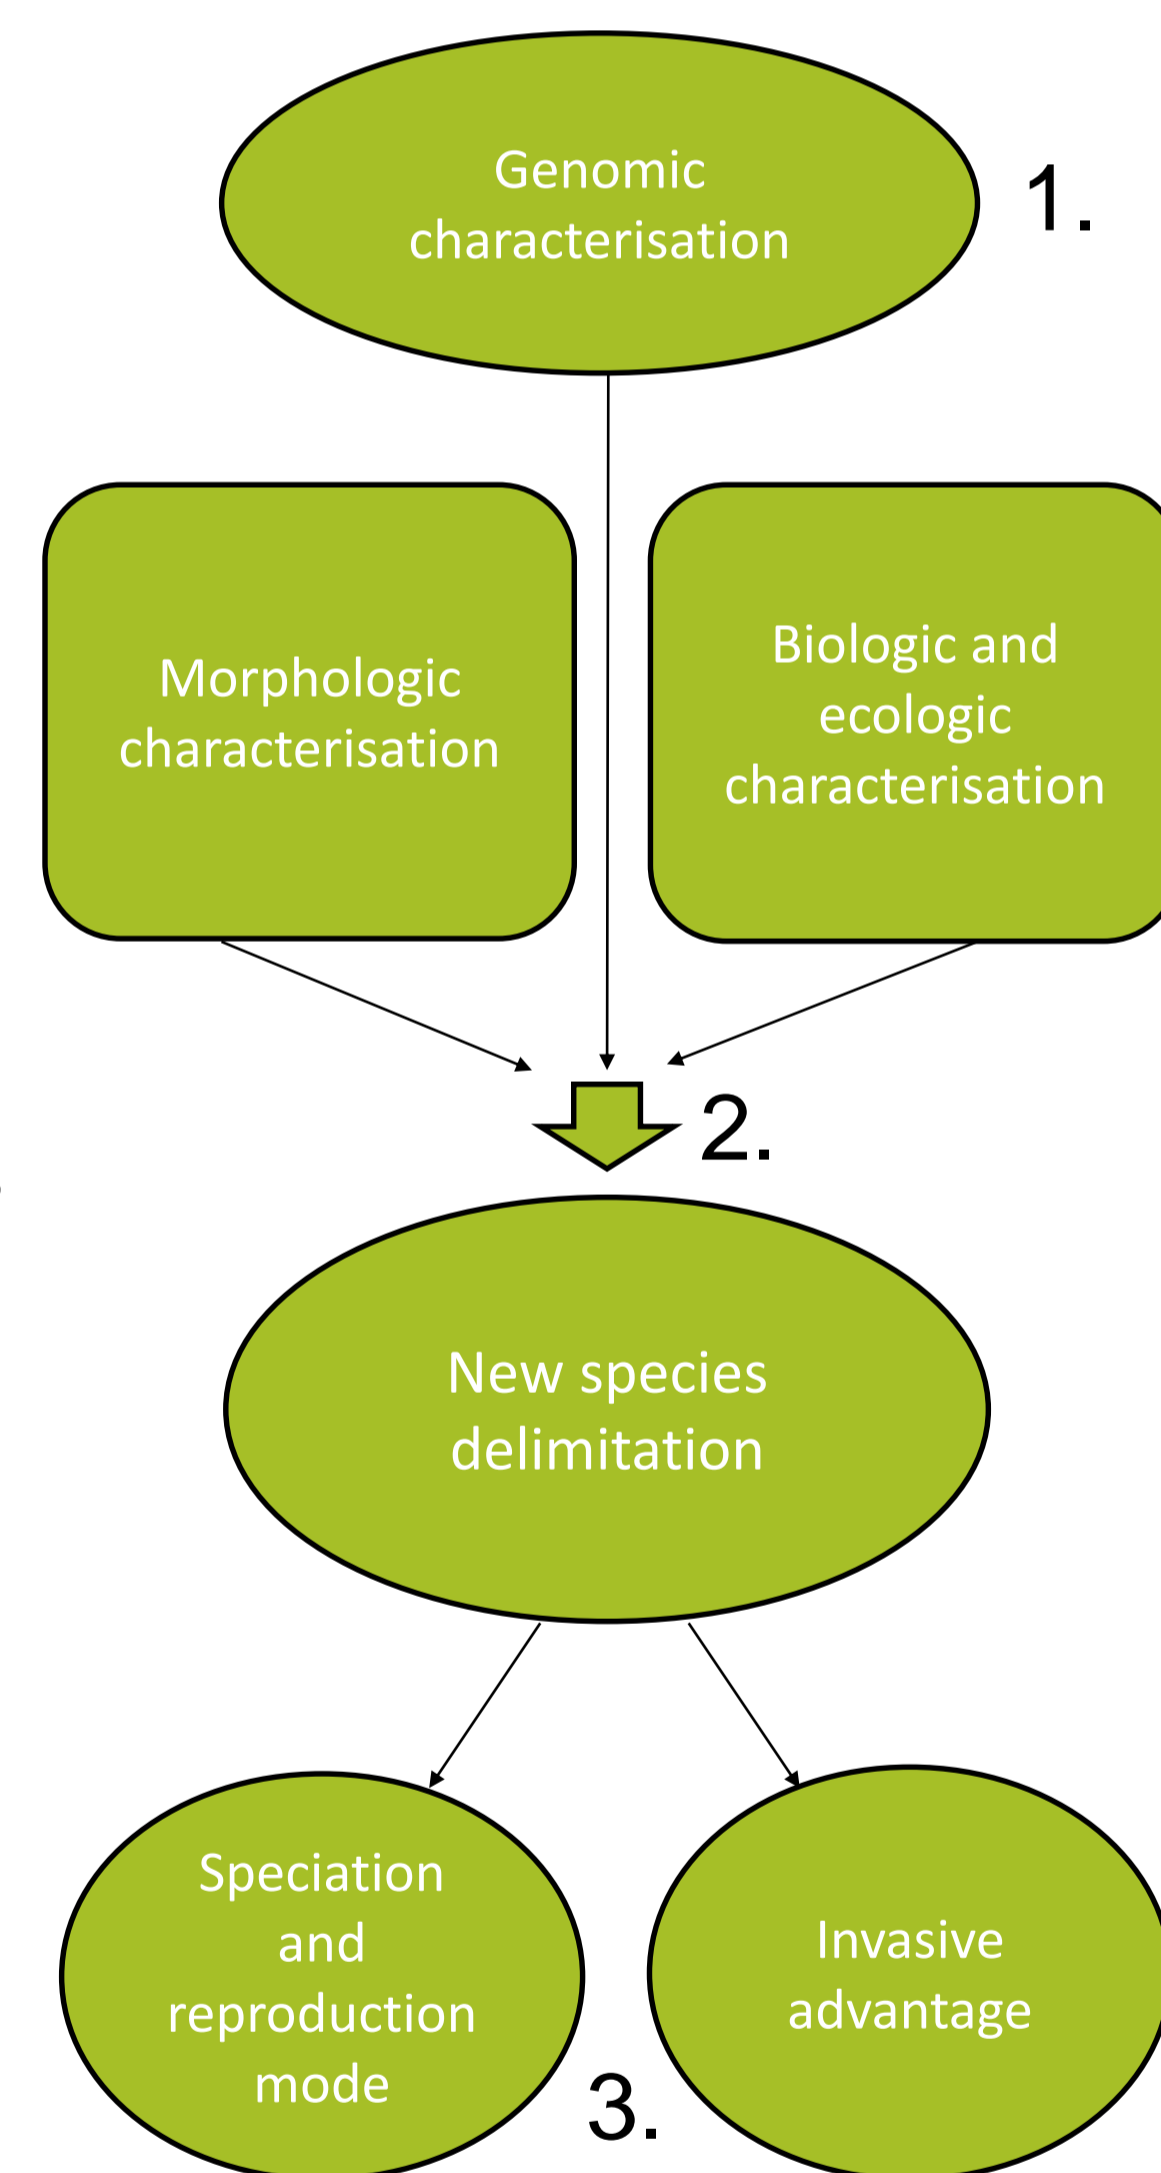 Genomic
characterisation
1.
Morphologic
characterisation
Biologic and
ecologic
characterisation
2.
New species
delimitation
Speciation
and
reproduction
mode
Invasive
advantage
3.